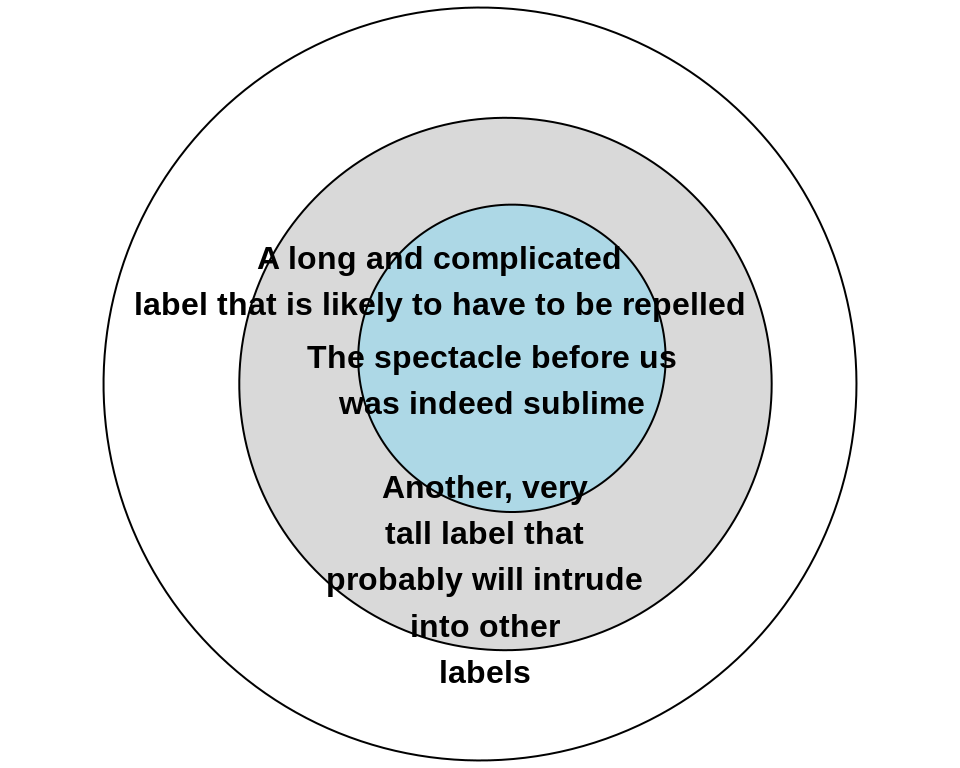 A long and complicated
label that is likely to have to be repelled
The spectacle before us
was indeed sublime
Another, very
tall label that
probably will intrude
into other
labels